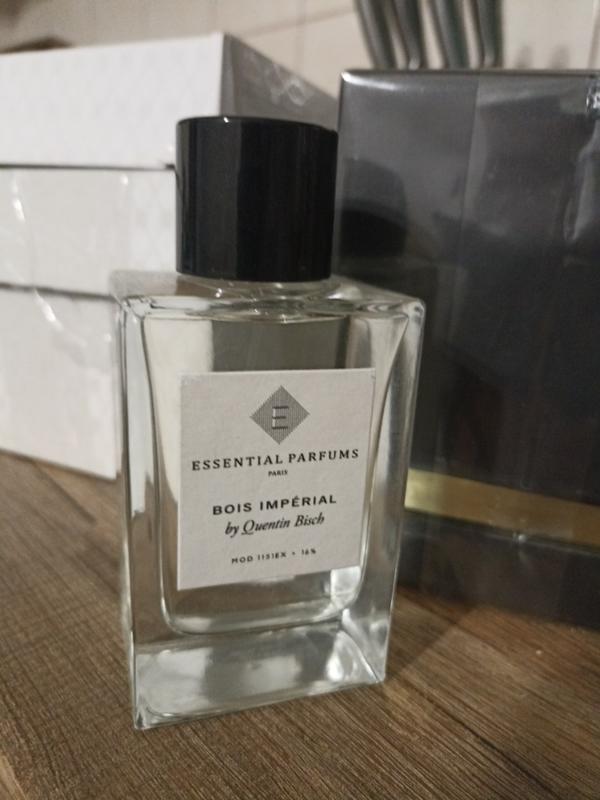 E
ESSENTIAL PARFUMS
PARIS
BOIS IMPÉRIAL
by Quentin Bisch
MOD 1151EX • 16%